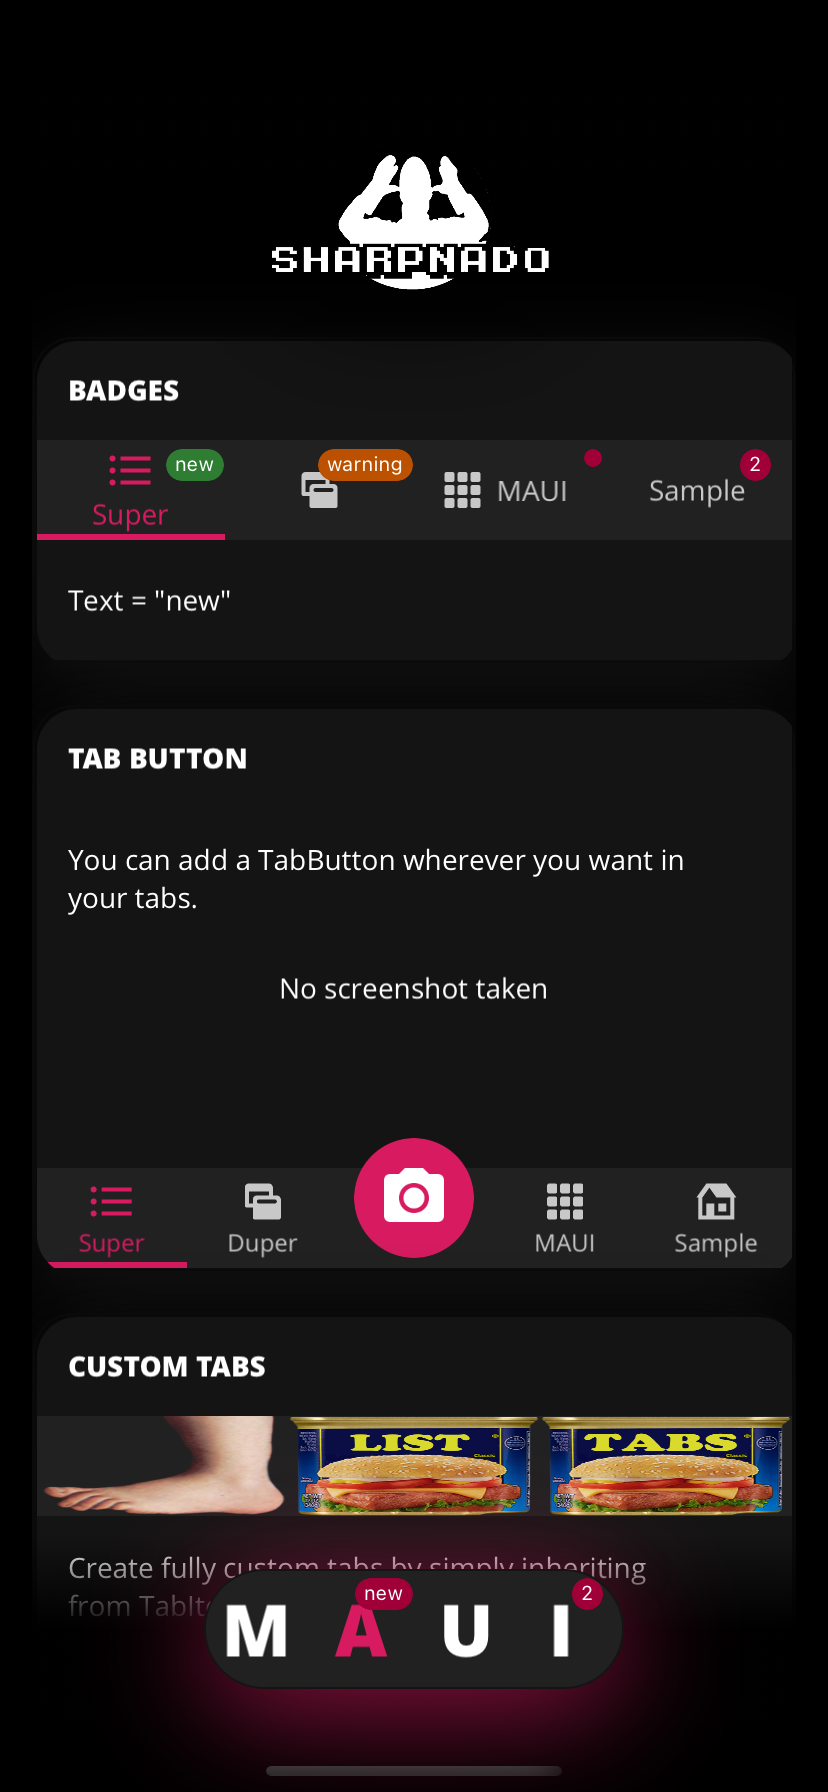 SHARPNADO
BADGES
new
warning
2
Super
MAUI
Sample
Text = "new"
TAB BUTTON
You can add a TabButton wherever you want in
your tabs.
No screenshot taken
Super
Duper
MAUI
Sample
CUSTOM TABS
LIST
Classic
TABS
Classic
Create fully custom tabs by simply inheriting
from
new
2
M A U I